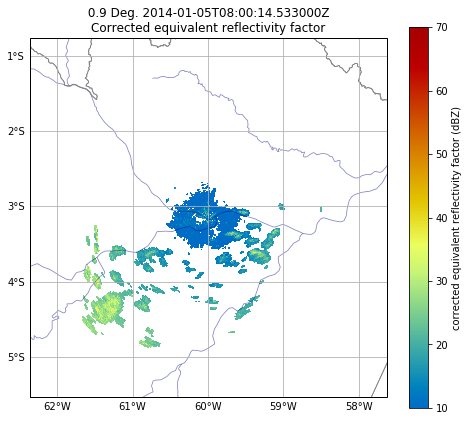 0.9 Deg. 2014-01-05T08:00:14.533000Z
Corrected equivalent reflectivity factor
1°S
2°S
3°S
4°S
5°S
62°W 61°W 60°W 59°W 58°W
70
60
50
40
30
20
10
corrected equivalent reflectivity factor (dBZ)